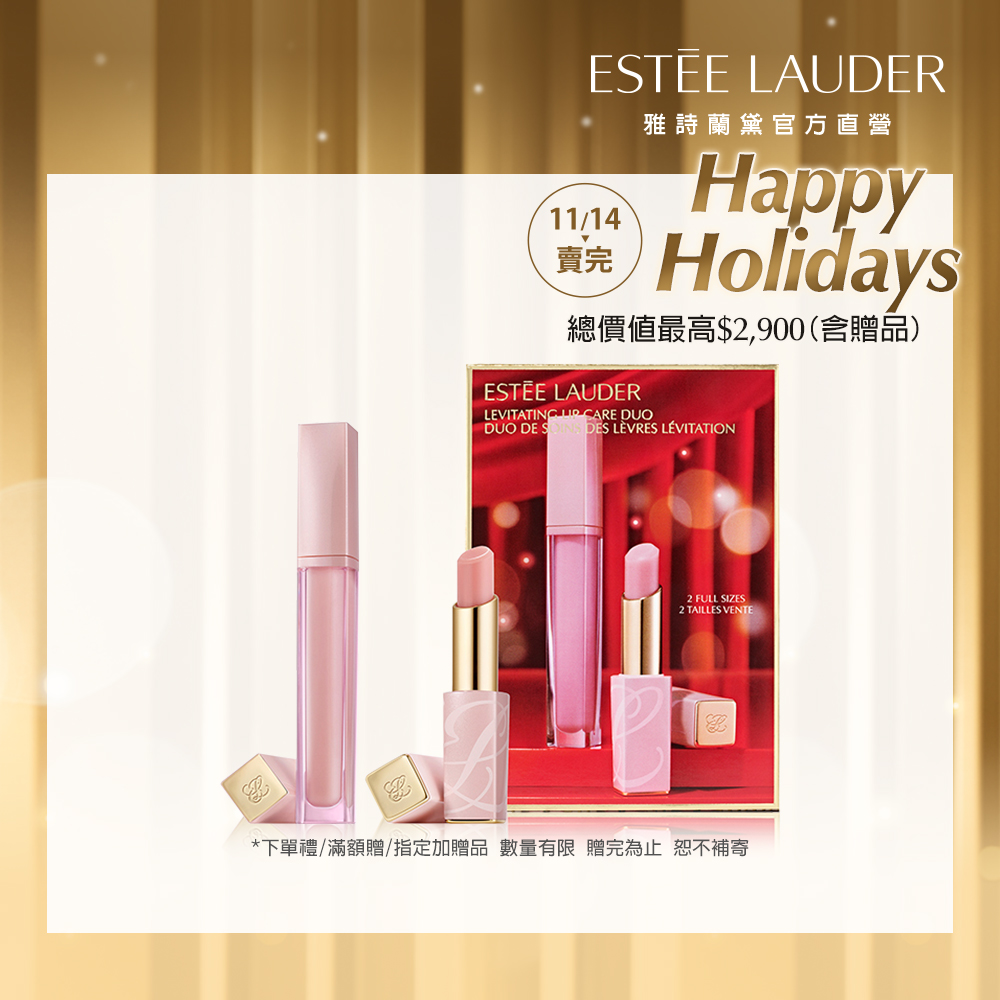 ESTĒE LAUDER
雅詩蘭黛官方直營
Happy
Holidays
11/14
▼
賣完
總價值最高$2,900(含贈品)
ESTĒE LAUDER
LEVITATING LIP CARE DUO
DUO DE SOINS DES LÈVRES LÉVITATION
2 FULL SIZES
2 TAILLES VENTE
*下單禮/滿額贈/指定加贈品 數量有限 贈完為止 恕不補寄